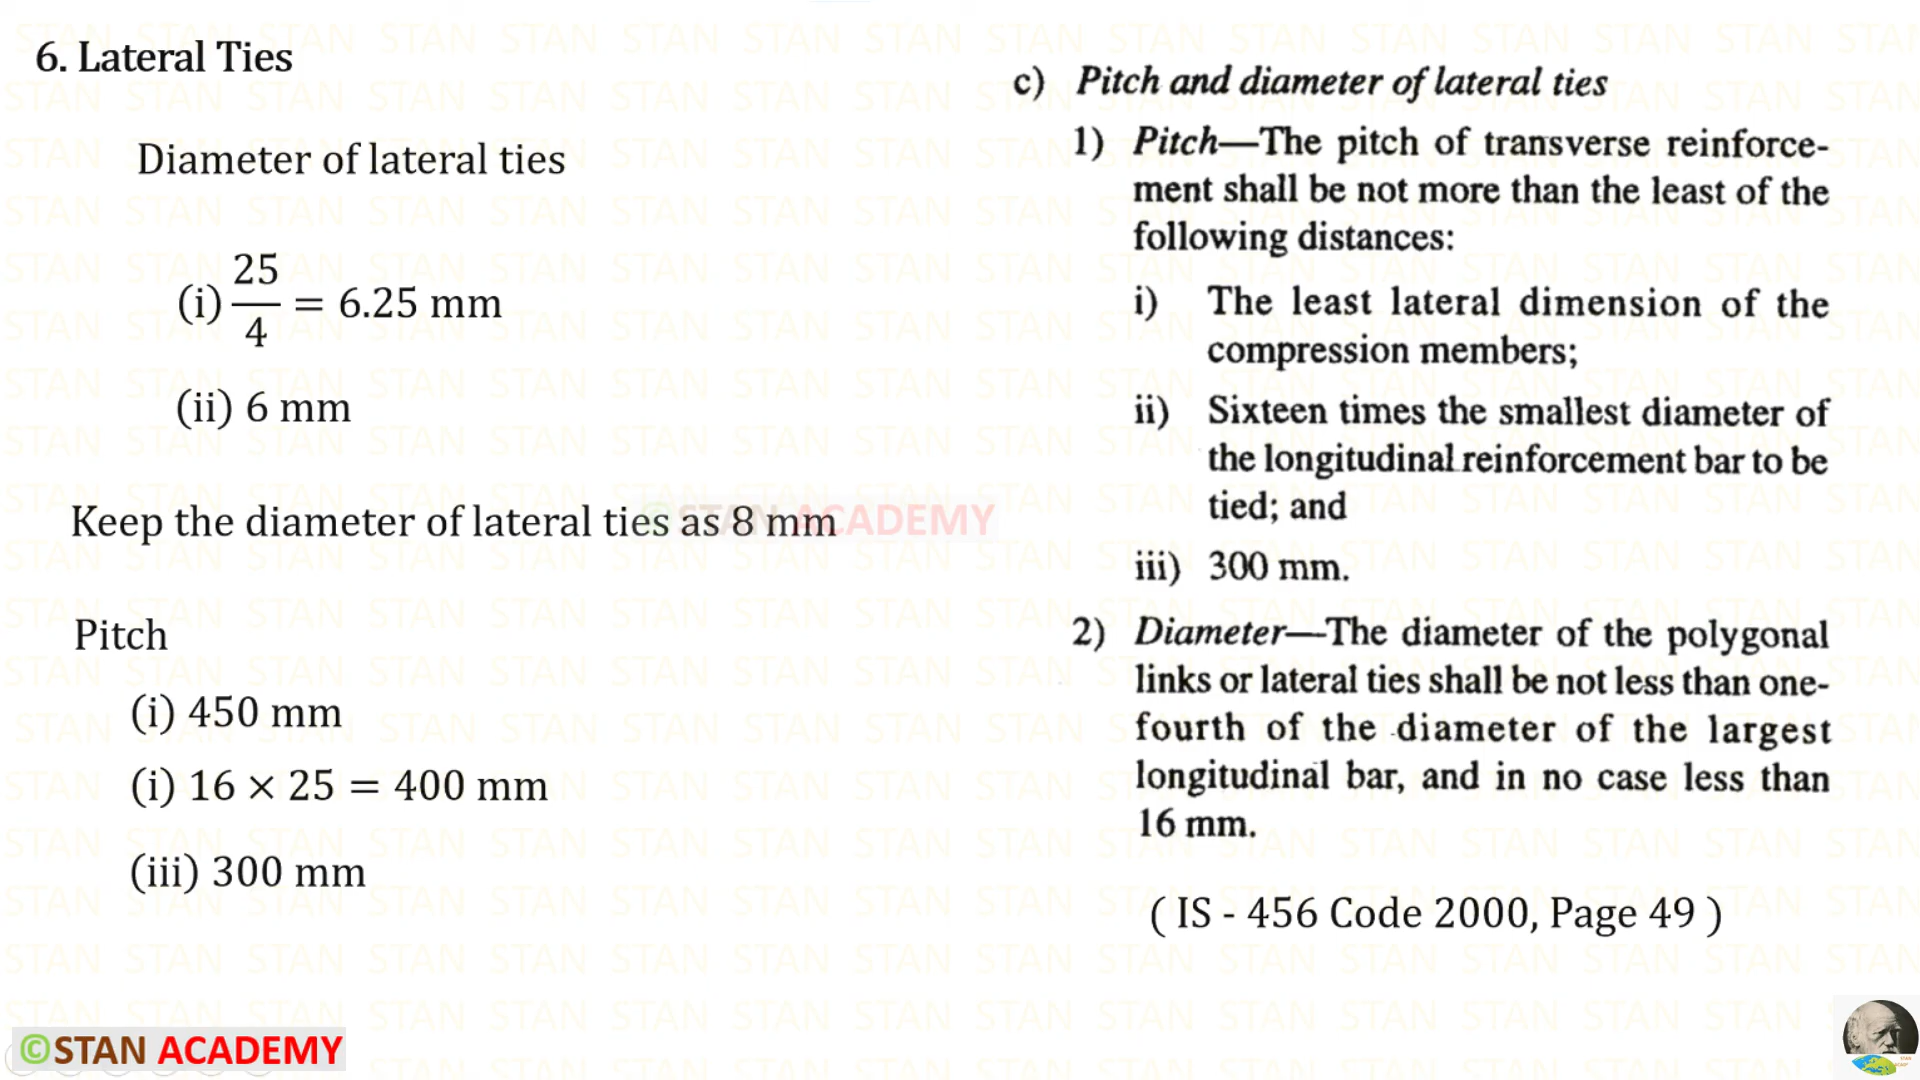 6. Lateral Ties
Diameter of lateral ties
(i) 25/4 = 6.25 mm
(ii) 6 mm
Keep the diameter of lateral ties as 8 mm
©STAN ACADEMY
Pitch
(i) 450 mm
(i) 16 × 25 = 400 mm
(iii) 300 mm
c) Pitch and diameter of lateral ties
1) Pitch—The pitch of transverse reinforce-
ment shall be not more than the least of the
following distances:
i) The least lateral dimension of the
compression members;
ii) Sixteen times the smallest diameter of
the longitudinal reinforcement bar to be
tied; and
iii) 300 mm.
2) Diameter—The diameter of the polygonal
links or lateral ties shall be not less than one-
fourth of the diameter of the largest
longitudinal bar, and in no case less than
16 mm.
( IS - 456 Code 2000, Page 49 )
©STAN ACADEMY